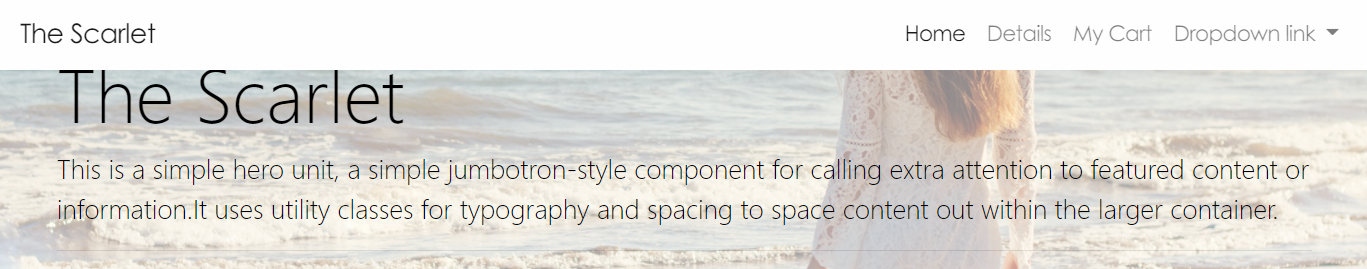 The Scarlet
Home Details My Cart Dropdown link
The Scarlet
This is a simple hero unit, a simple jumbotron-style component for calling extra attention to featured content or
information.It uses utility classes for typography and spacing to space content out within the larger container.